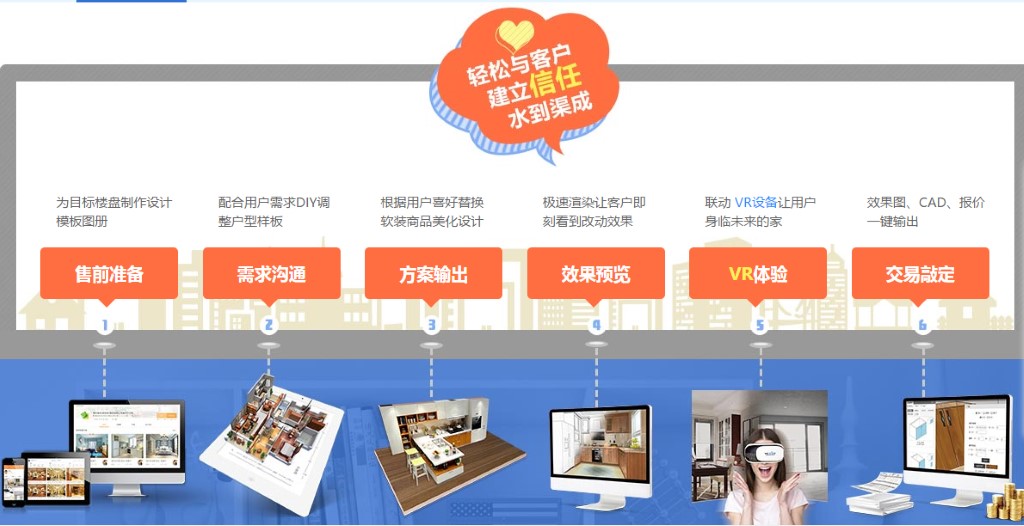 轻松与客户
建立信任
水到渠成
为目标楼盘制作设计
模板图册
售前准备
1
配合用户需求DIY调
整户型样板
需求沟通
2
根据用户喜好替换
软装商品美化设计
方案输出
3
极速渲染让客户即
刻看到改动效果
效果预览
4
联动 VR设备让用户
身临未来的家
VR体验
5
效果图、CAD、报价
一键输出
交易敲定
6